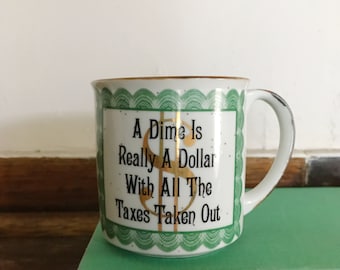 A Dime Is
Really A Dollar
With All The
Taxes Taken Out